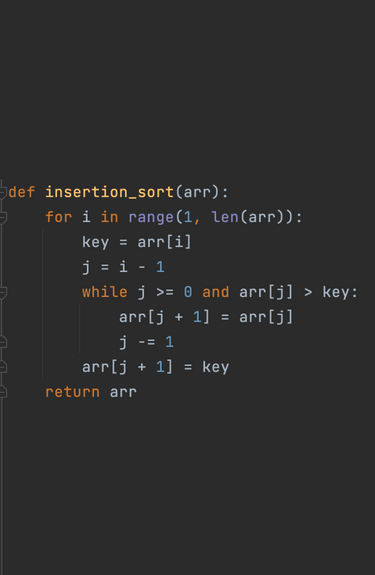 def insertion_sort(arr):
    for i in range(1, len(arr)):
        key = arr[i]
        j = i - 1
        while j >= 0 and arr[j] > key:
            arr[j + 1] = arr[j]
            j -= 1
        arr[j + 1] = key
    return arr